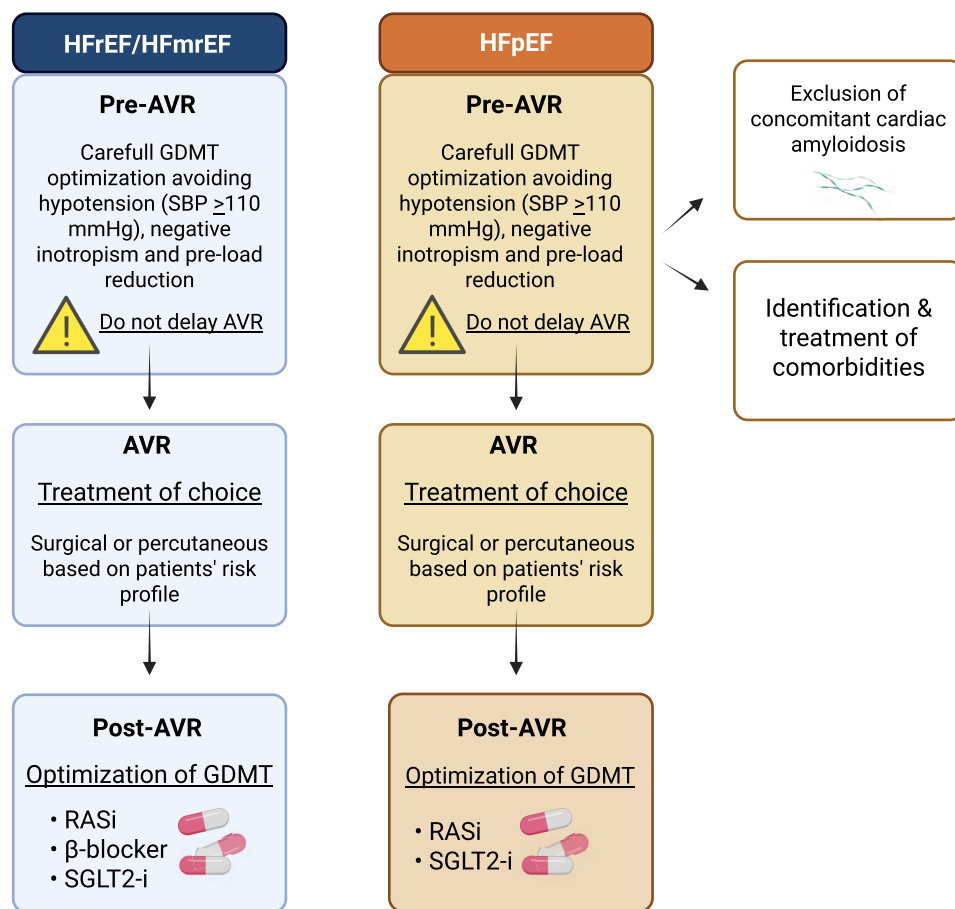 HFrEF/HFmrEF
Pre-AVR
Carefull GDMT
optimization avoiding
hypotension (SBP ≥110
mmHg), negative
inotropism and pre-load
reduction
Do not delay AVR
AVR
Treatment of choice
Surgical or percutaneous
based on patients' risk
profile
Post-AVR
Optimization of GDMT
• RASi
• β-blocker
• SGLT2-i
HFpEF
Pre-AVR
Carefull GDMT
optimization avoiding
hypotension (SBP ≥110
mmHg), negative
inotropism and pre-load
reduction
Do not delay AVR
AVR
Treatment of choice
Surgical or percutaneous
based on patients' risk
profile
Post-AVR
Optimization of GDMT
• RASi
• SGLT2-i
Exclusion of
concomitant cardiac
amyloidosis
Identification &
treatment of
comorbidities